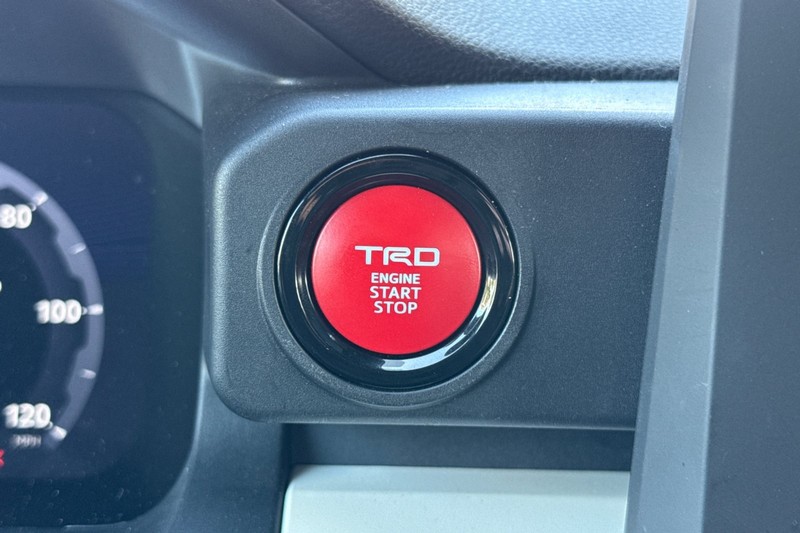 TRD
ENGINE
START
STOP
80
100
120
MPH